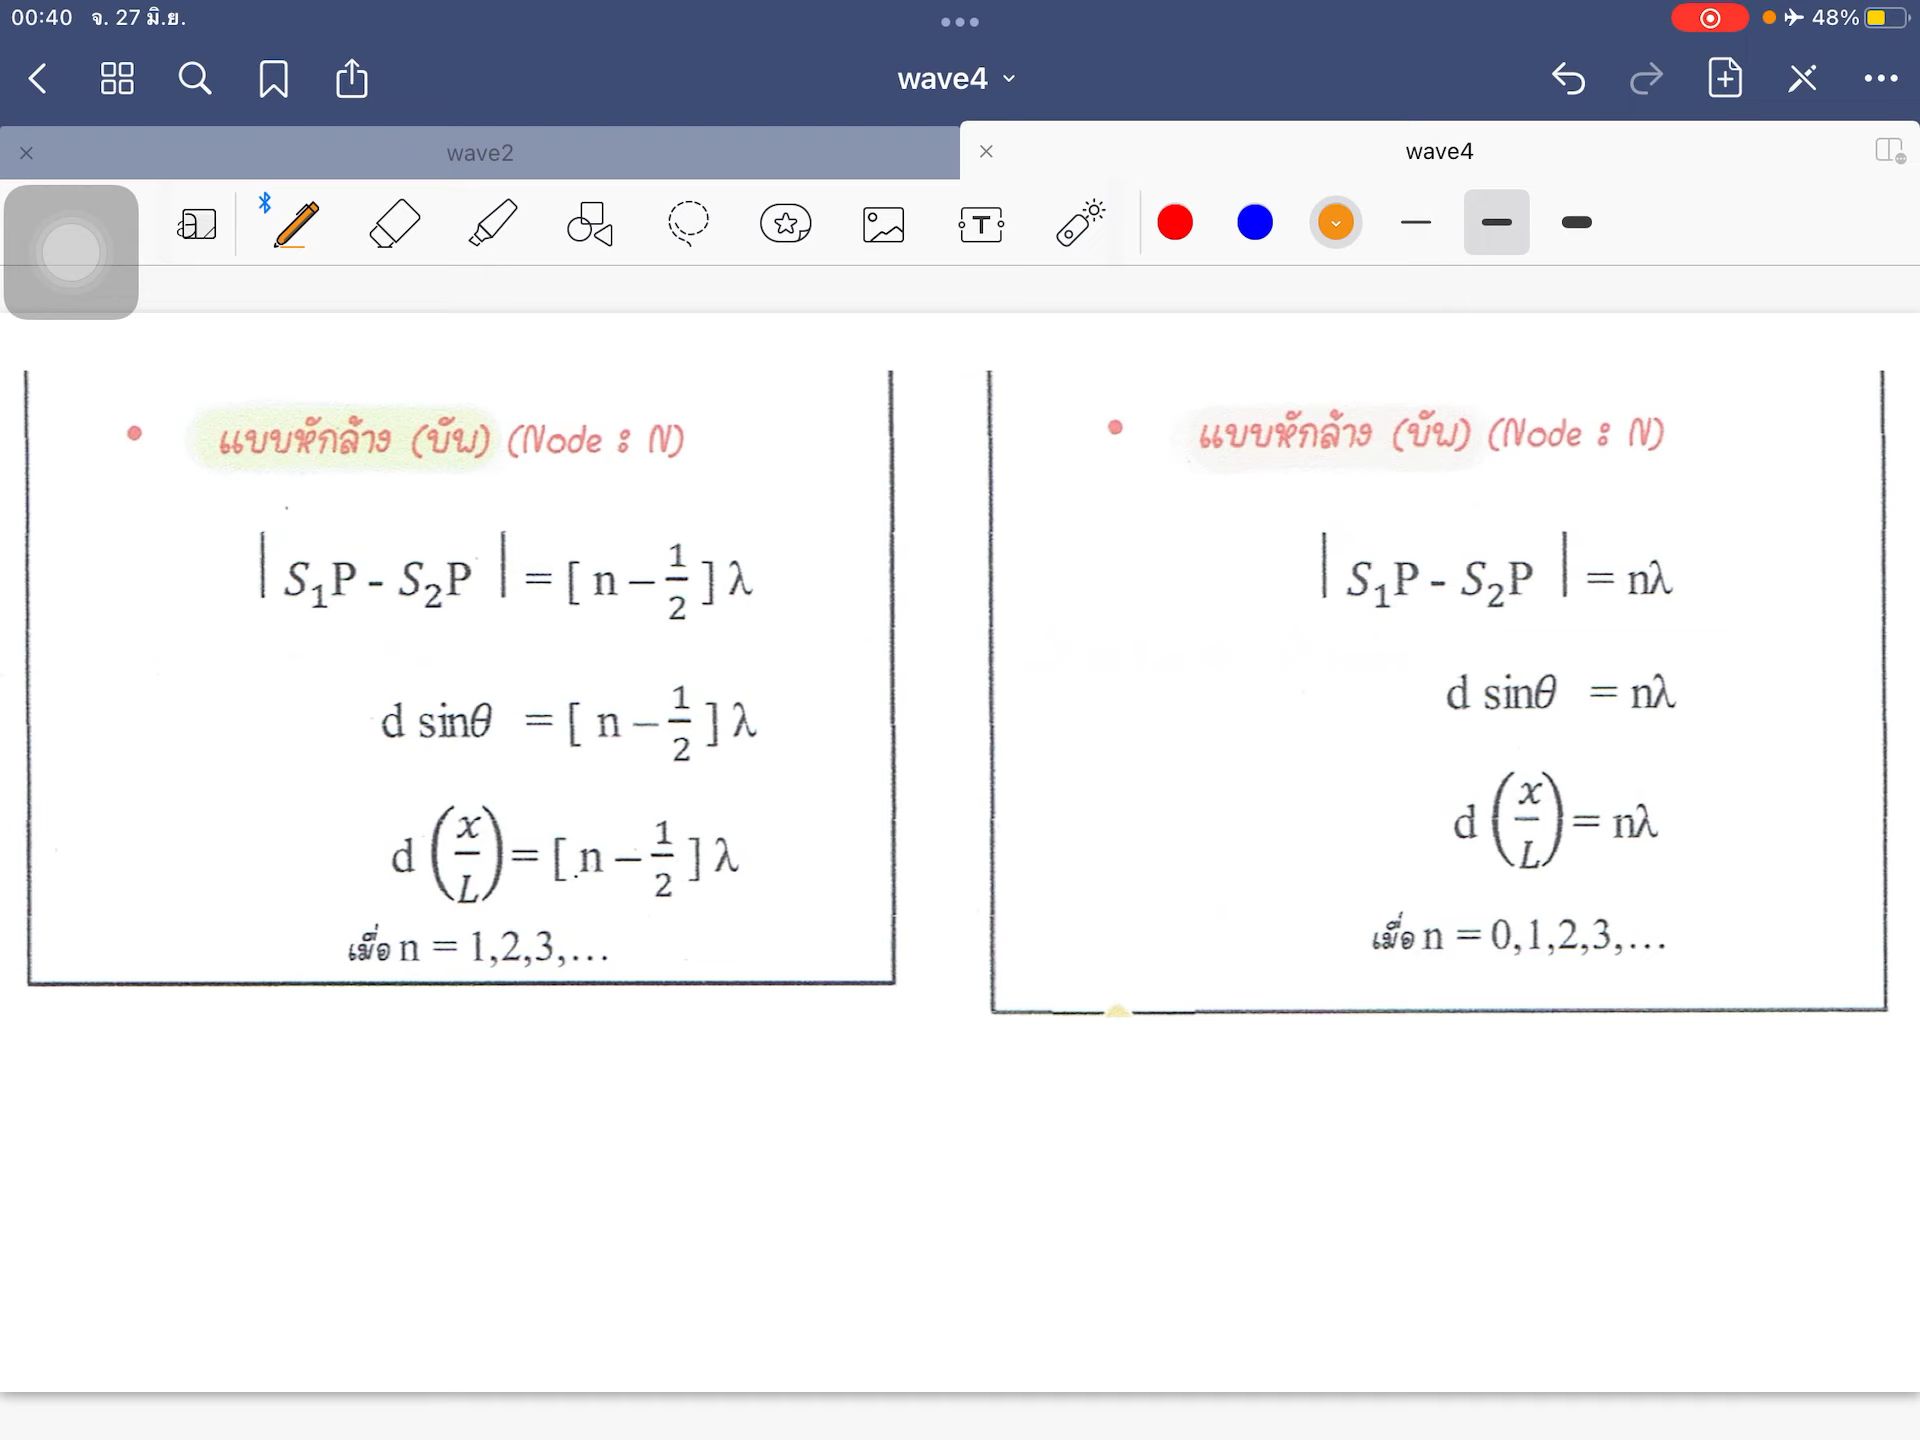 00:40 จ. 27 มิ.ย.
48%
wave4
wave2
wave4
a
T
แบบหักล้าง (บัพ) (Node : N)
| S₁P - S₂P | = [ n − 1/2 ] λ
d sinθ = [ n − 1/2 ] λ
d (x/L) = [ n − 1/2 ] λ
เมื่อ n = 1,2,3,...
แบบหักล้าง (บัพ) (Node : N)
| S₁P - S₂P | = nλ
d sinθ = nλ
d (x/L) = nλ
เมื่อ n = 0,1,2,3,...